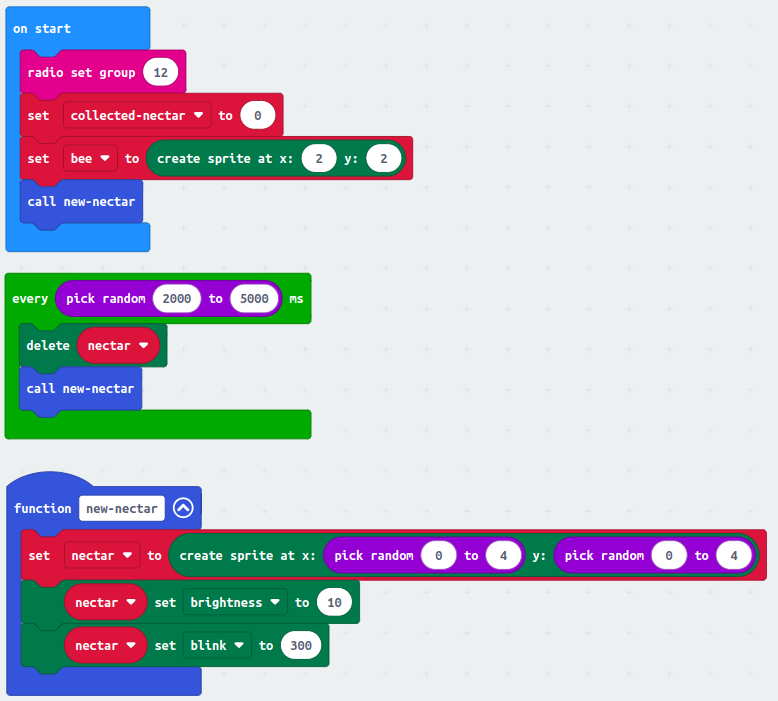 on start
radio set group 12
set collected-nectar to 0
set bee to create sprite at x: 2 y: 2
call new-nectar
every pick random 2000 to 5000 ms
delete nectar
call new-nectar
function new-nectar
set nectar to create sprite at x: pick random 0 to 4 y: pick random 0 to 4
nectar set brightness to 10
nectar set blink to 300